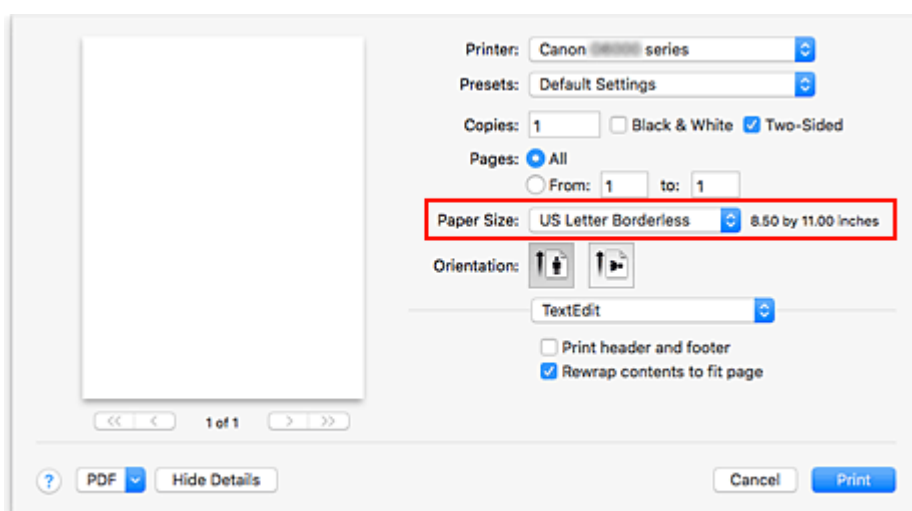 Printer: Canon series
Presets: Default Settings
Copies: 1 Black & White Two-Sided
Pages: All
From: 1 to: 1
Paper Size: US Letter Borderless 8.50 by 11.00 inches
Orientation:
TextEdit
Print header and footer
Rewrap contents to fit page
<< < 1 of 1 > >>
? PDF Hide Details Cancel Print